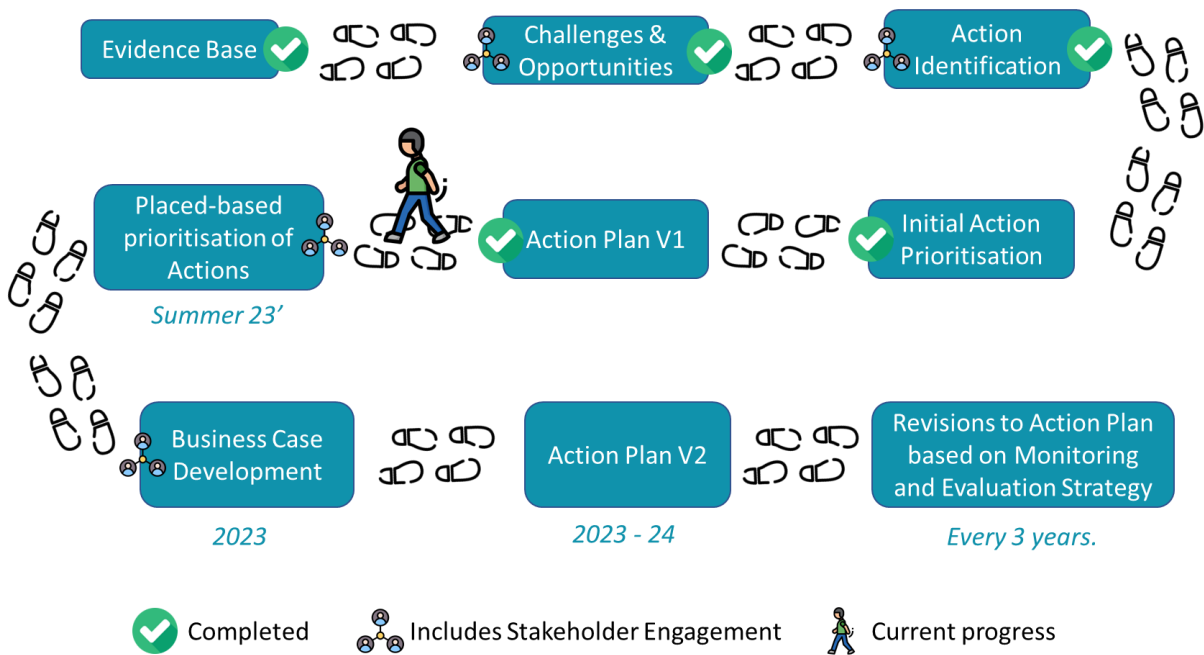 Evidence Base
Challenges &
Opportunities
Action
Identification
Placed-based
prioritisation of
Actions
Summer 23'
Action Plan V1
Initial Action
Prioritisation
Business Case
Development
2023
Action Plan V2
2023 - 24
Revisions to Action Plan
based on Monitoring
and Evaluation Strategy
Every 3 years.
Completed
Includes Stakeholder Engagement
Current progress